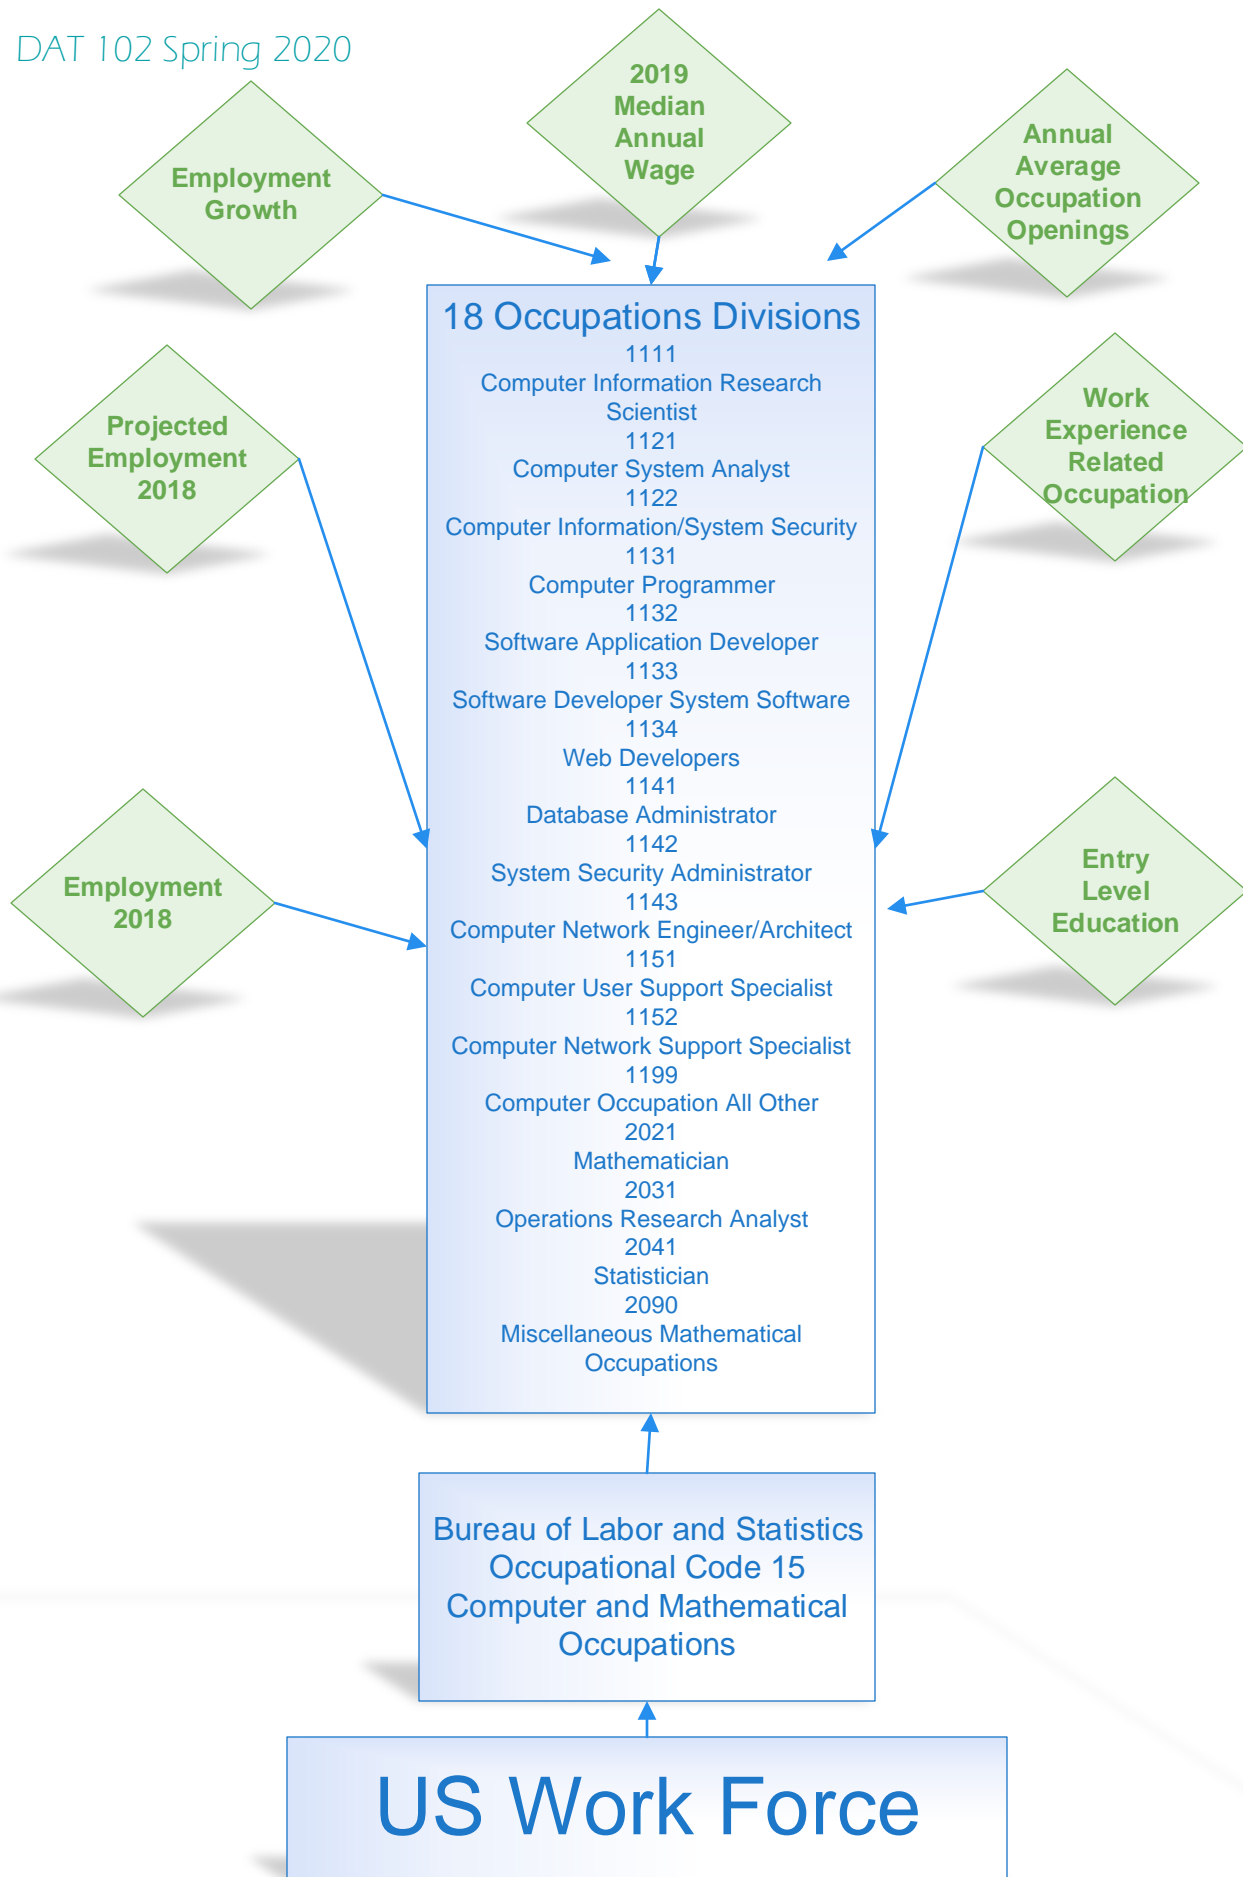 DAT 102 Spring 2020
2019
Median
Annual
Wage
Annual
Average
Occupation
Openings
Employment
Growth
18 Occupations Divisions
1111
Computer Information Research
Scientist
1121
Computer System Analyst
1122
Computer Information/System Security
1131
Computer Programmer
1132
Software Application Developer
1133
Software Developer System Software
1134
Web Developers
1141
Database Administrator
1142
System Security Administrator
1143
Computer Network Engineer/Architect
1151
Computer User Support Specialist
1152
Computer Network Support Specialist
1199
Computer Occupation All Other
2021
Mathematician
2031
Operations Research Analyst
2041
Statistician
2090
Miscellaneous Mathematical
Occupations
Projected
Employment
2018
Work
Experience
Related
Occupation
Employment
2018
Entry
Level
Education
Bureau of Labor and Statistics
Occupational Code 15
Computer and Mathematical
Occupations
US Work Force